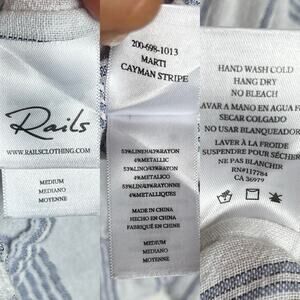 Rails
WWW.RAILSCLOTHING.COM
MEDIUM
MEDIANO
MOYENNE
200-698-1013
MARTI
CAYMAN STRIPE
53%LINEN/43%RAYON
4%METALLIC
53%LINO/43%RAYON
4%METALICO
53%LIN/43%RAYONNE
4%METALLIQUES
MADE IN CHINA
HECHO EN CHINA
FABRIQUÉ EN CHINE
MEDIUM
MEDIANO
MOYENNE
HAND WASH COLD
HANG DRY
NO BLEACH
LAVAR A MANO EN AGUA F
SECAR COLGADO
NO USAR BLANQUEADOR
LAVER À LA FROIDE
SUSPENDRE POUR SÉCHER
NE PAS BLANCHIR
RN#117784
CA 36979